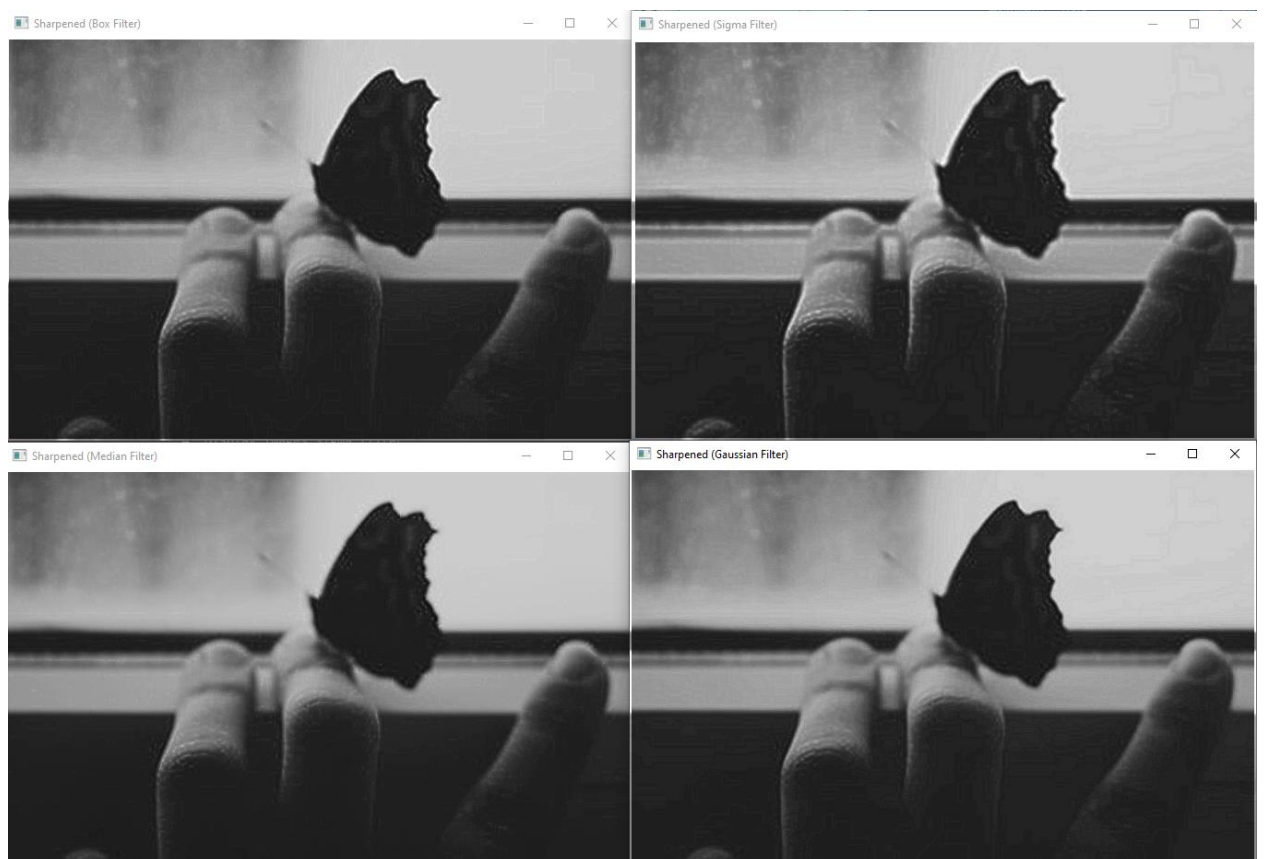 Sharpened (Box Filter)
Sharpened (Sigma Filter)
Sharpened (Median Filter)
Sharpened (Gaussian Filter)